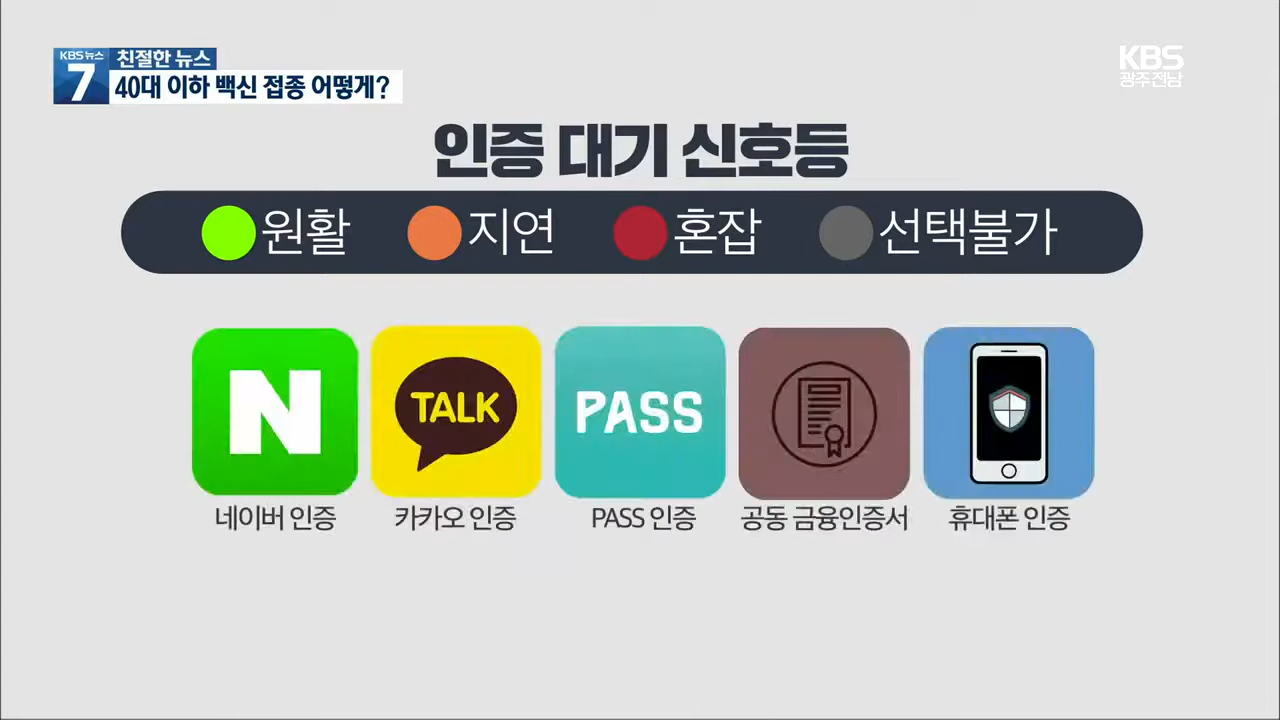 KBS뉴스
7
친절한 뉴스
40대 이하 백신 접종 어떻게?
KBS
광주전남
인증 대기 신호등
원활 지연 혼잡 선택불가
N TALK PASS
네이버 인증 카카오 인증 PASS 인증 공동 금융인증서 휴대폰 인증